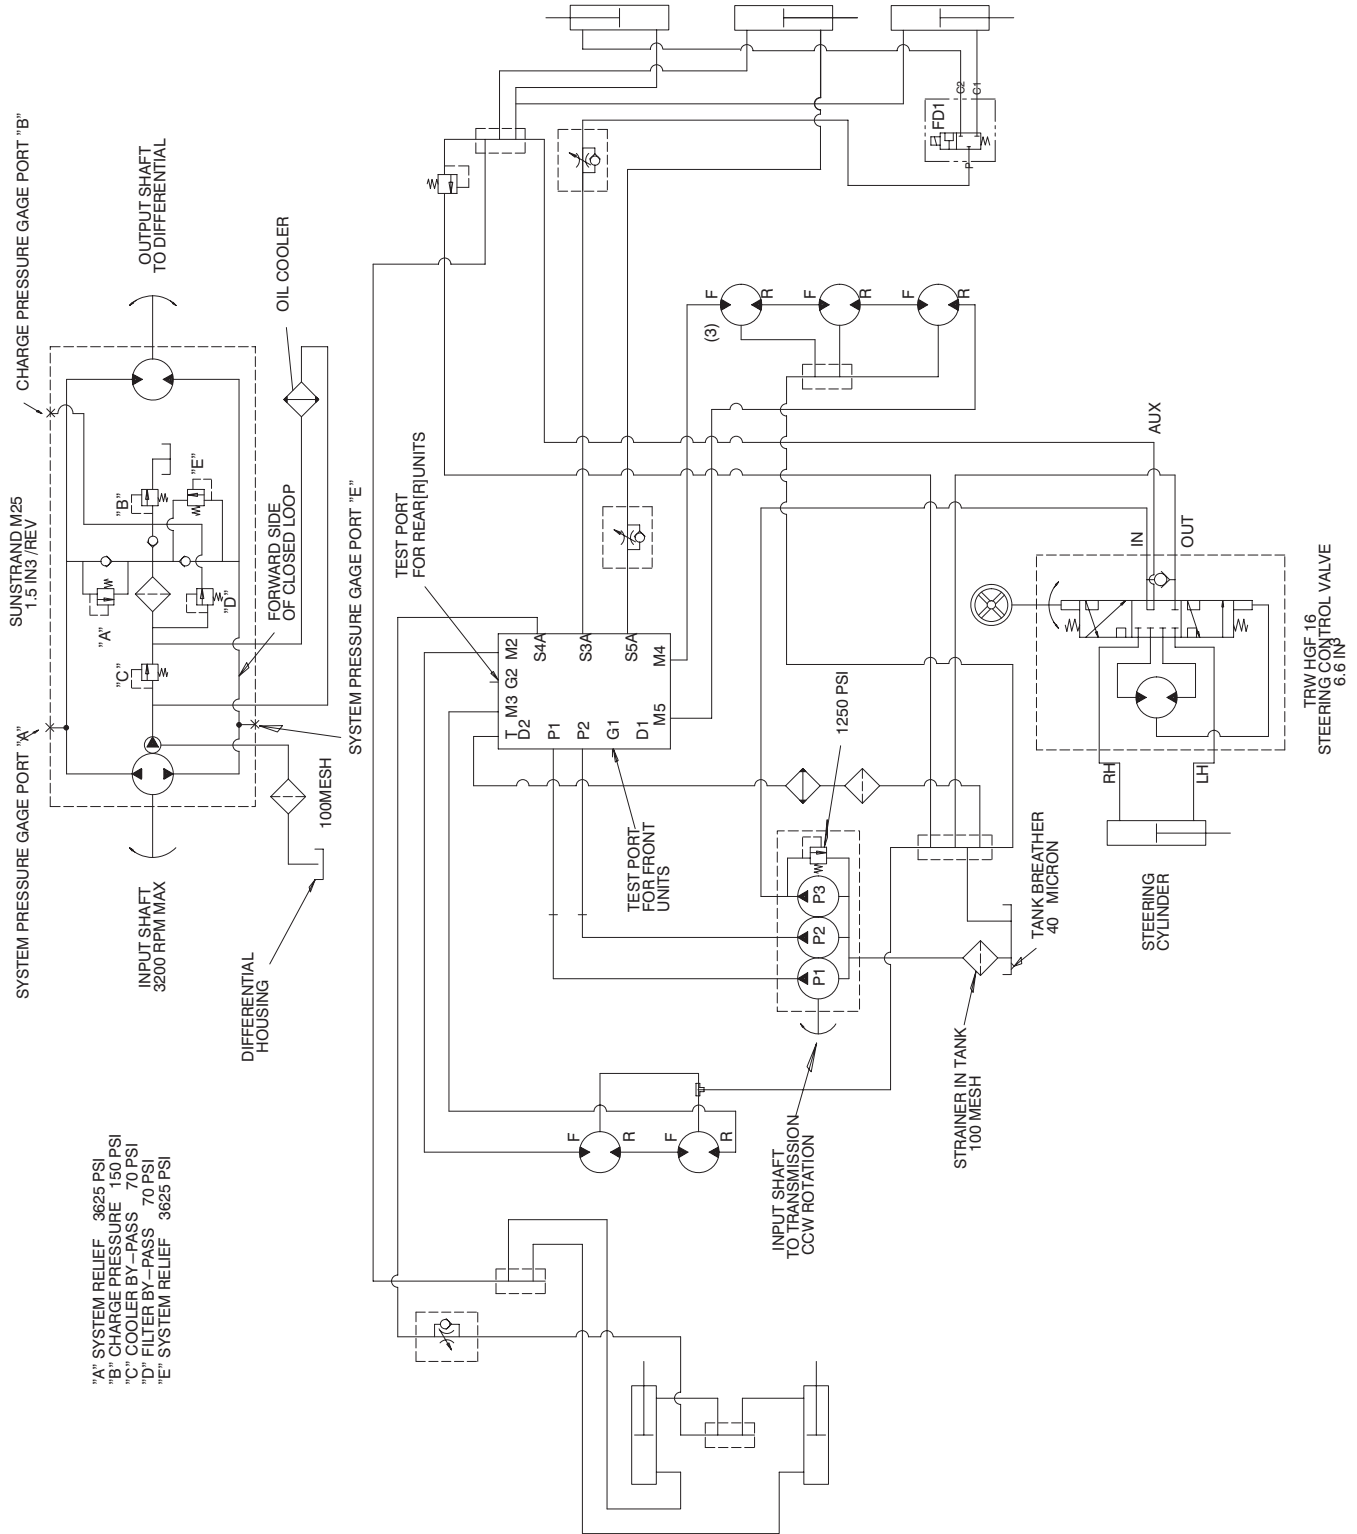 "A" SYSTEM RELIEF 3625 PSI
"B" CHARGE PRESSURE 150 PSI
"C" COOLER BY–PASS 70 PSI
"D" FILTER BY–PASS 70 PSI
"E" SYSTEM RELIEF 3625 PSI
SYSTEM PRESSURE GAGE PORT "A"
SUNSTRAND M25
1.5 IN3 /REV
CHARGE PRESSURE GAGE PORT "B"
INPUT SHAFT
3200 RPM MAX
OUTPUT SHAFT
TO DIFFERENTIAL
"A"
"B"
"C"
"D"
"E"
FORWARD SIDE
OF CLOSED LOOP
OIL COOLER
DIFFERENTIAL
HOUSING
100MESH
SYSTEM PRESSURE GAGE PORT "E"
TEST PORT
FOR REAR[R]UNITS
M3 G2 M2
T
D2
S4A
P1
S3A
P2
S5A
G1
D1
M5
M4
TEST PORT
FOR FRONT
UNITS
F
R
F
R
(3)
F
R
F
R
F
R
FD1
C2
C1
P
INPUT SHAFT
TO TRANSMISSION
CCW ROTATION
P1
P2
P3
1250 PSI
STRAINER IN TANK
100 MESH
TANK BREATHER
40 MICRON
STEERING
CYLINDER
RH
LH
IN
OUT
AUX
TRW HGF 16
STEERING CONTROL VALVE
6.6 IN3